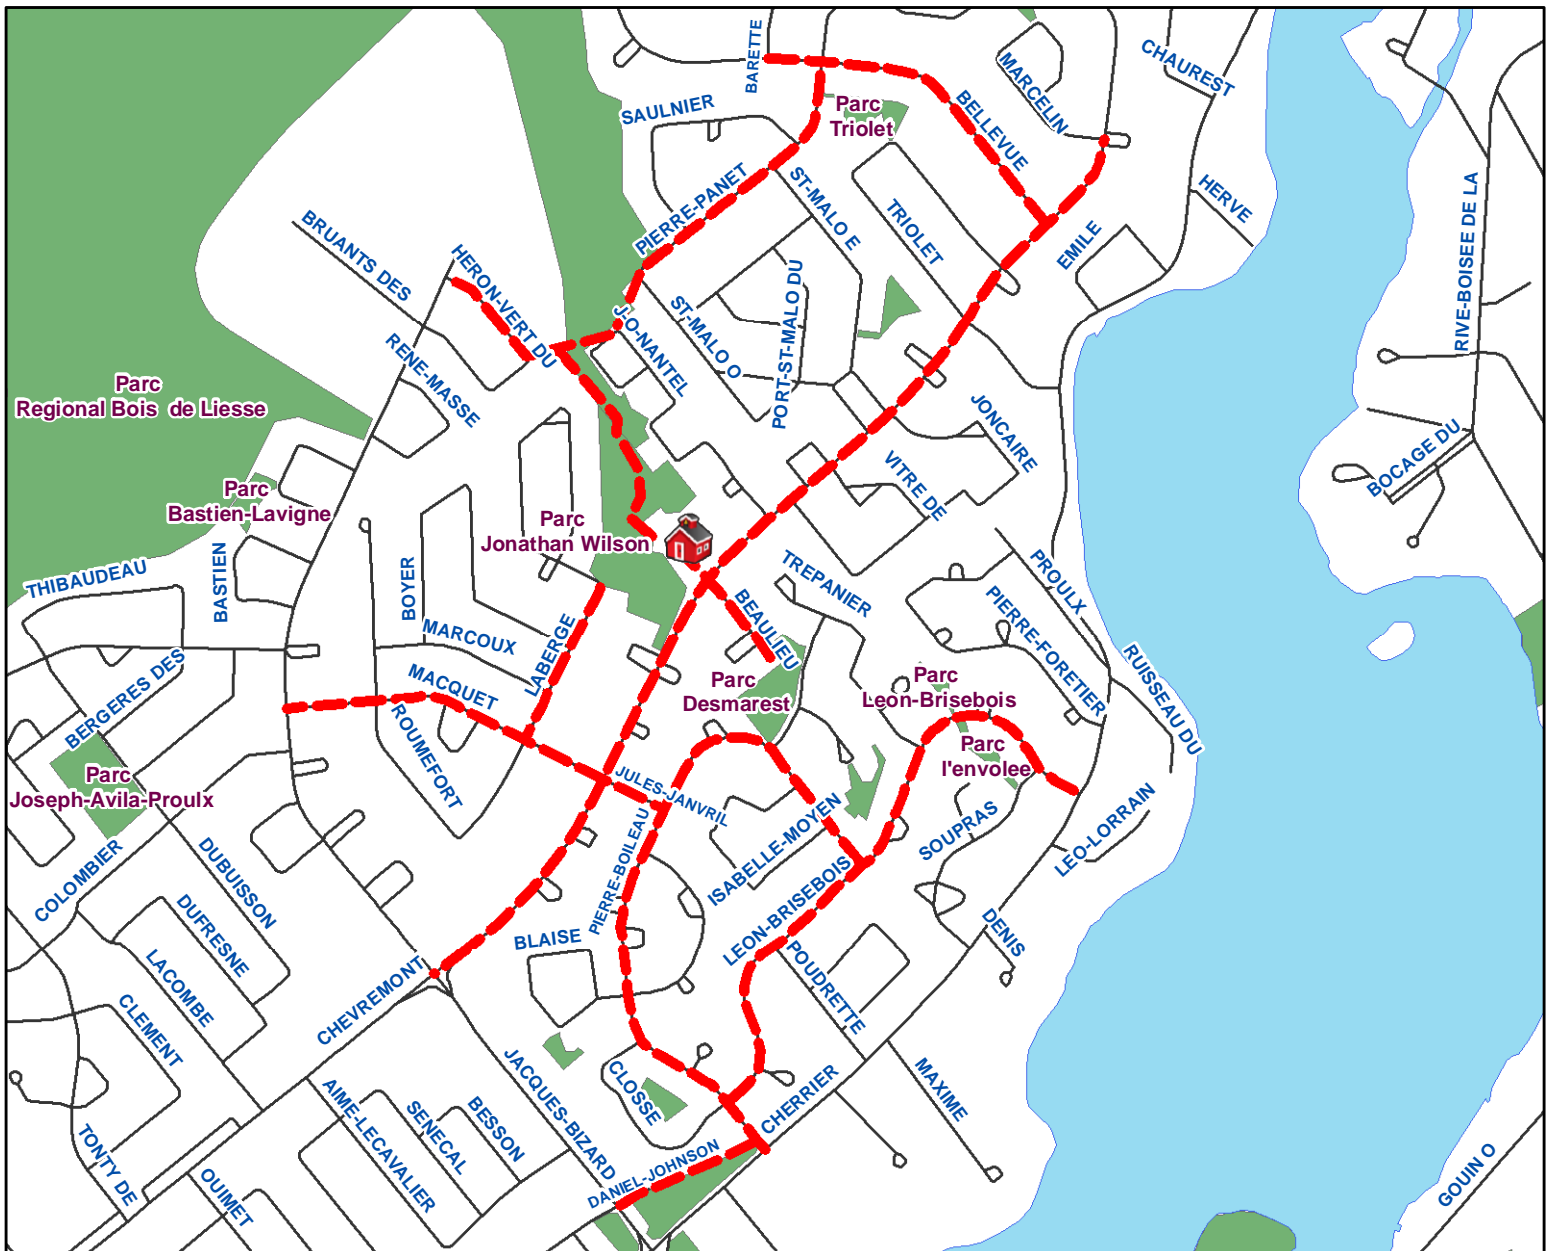 BARETTE
SAULNIER
Parc
Triolet
BELLEVUE
MARCELIN
CHAUREST
HERVE
RIVE-BOISEE DE LA
PIERRE-PANET
ST-MALO E
TRIOLET
EMILE
BRUANTS DES
HERON-VERT DU
J-O-NANTEL
ST-MALO O
PORT-ST-MALO DU
RENE-MASSE
Parc
Regional Bois de Liesse
JONCAIRE
VITRE DE
BOCAGE DU
Parc
Bastien-Lavigne
Parc
Jonathan Wilson
THIBAUDEAU
BASTIEN
BOYER
MARCOUX
MACQUET
LABERGE
BEAULIEU
TREPANIER
PROULX
PIERRE-FORETIER
RUISSEAU DU
BERGERES DES
ROUMEFORT
Parc
Desmarest
Parc
Leon-Brisebois
Parc
l'envolee
Parc
Joseph-Avila-Proulx
JULES-JANVRIL
PIERRE-BOILEAU
ISABELLE-MOYEN
SOUPRAS
LEO-LORRAIN
COLOMBIER
DUBUISSON
DUFRESNE
LACOMBE
CLEMENT
BLAISE
LEON-BRISEBOIS
POUDRETTE
DENIS
CHEVREMONT
JACQUES-BIZARD
CLOSSE
CHERRIER
MAXIME
TONTY DE
OUIMET
AIME-LECAVALIER
SENECAL
BESSON
DANIEL-JOHNSON
GOUIN O